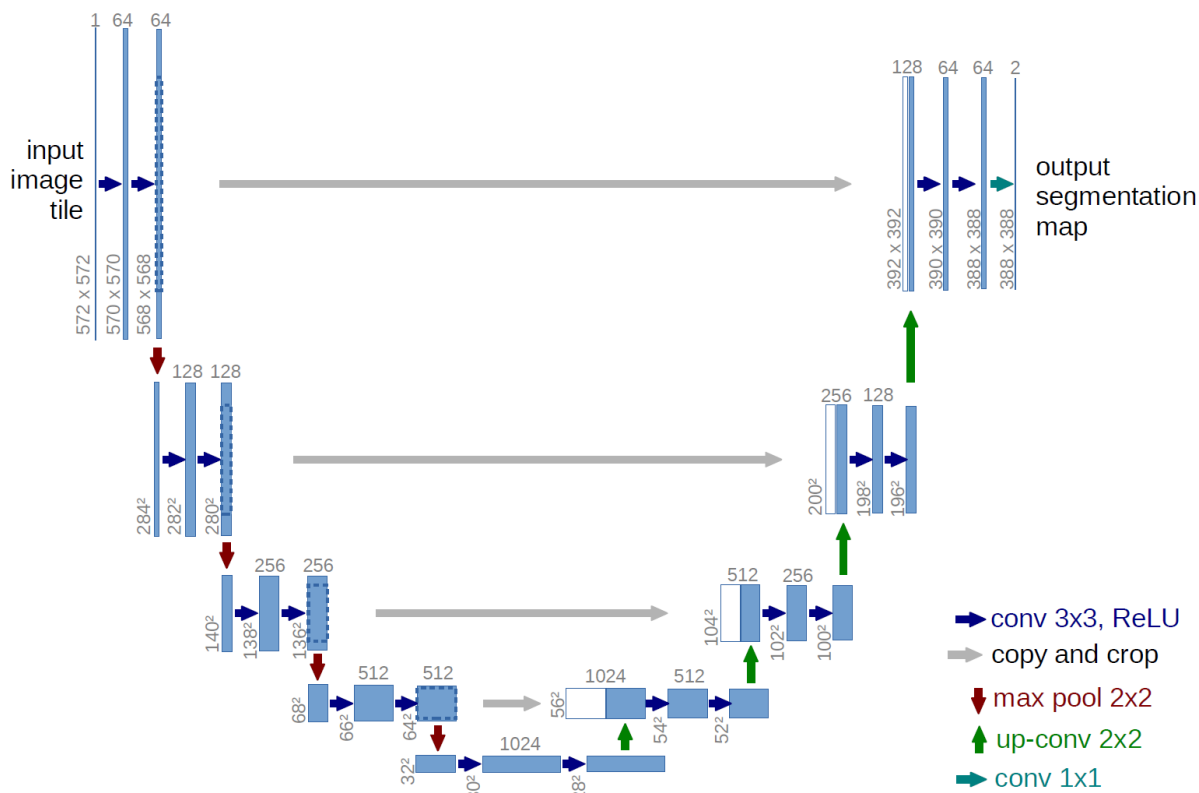 1 64 64
128 64 64 2
input
image
tile
output
segmentation
map
572 x 572
570 x 570
568 x 568
392 x 392
390 x 390
388 x 388
388 x 388
128 128
256 128
284²
282²
280²
200²
198²
196²
256 256
512 256
140²
138²
136²
104²
102²
100²
512 512
1024 512
68²
66²
64²
56²
54²
52²
1024
32²
conv 3x3, ReLU
copy and crop
max pool 2x2
up-conv 2x2
conv 1x1